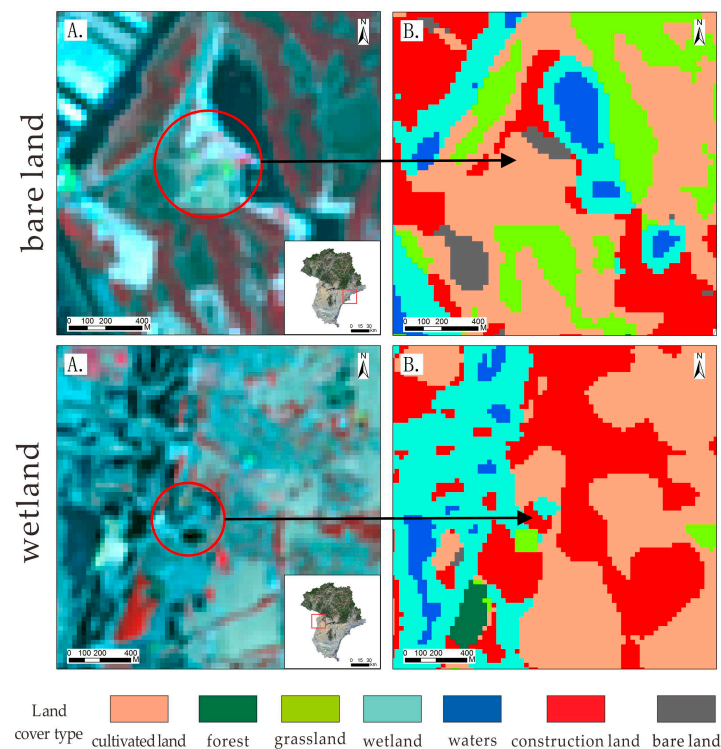 A.
N
B.
N
bare land
0 100 200 400
M
0 15 30
km
0 100 200 400
M
A.
N
B.
N
wetland
0 200 400 800
M
0 15 30
km
0 200 400 800
M
Land
cover type
cultivated land forest grassland wetland waters construction land bare land